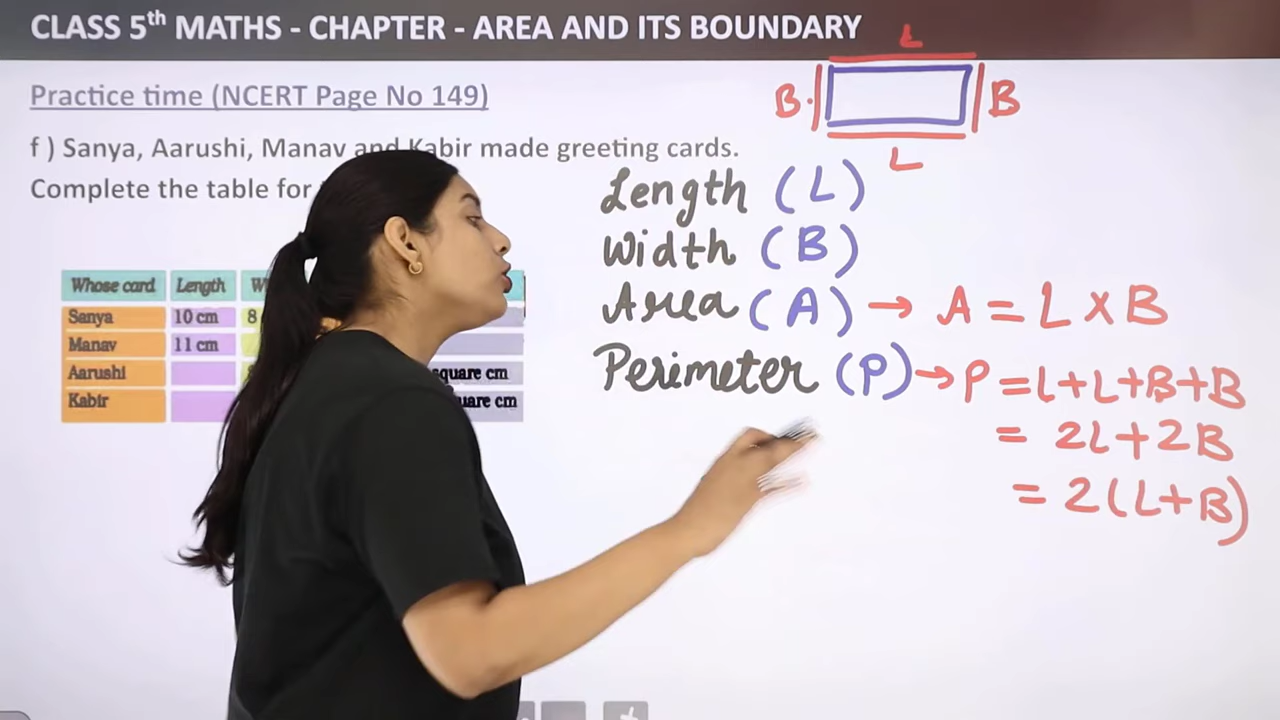 CLASS 5th MATHS - CHAPTER - AREA AND ITS BOUNDARY
Practice time (NCERT Page No 149)
f ) Sanya, Aarushi, Manav and Kabir made greeting cards.
Complete the table for
L
B
B
L
Length (L)
Width (B)
Area (A) → A = L × B
Perimeter (P) → P = L+L+B+B
= 2L+2B
= 2(L+B)
Whose card Length
Sanya 10 cm 8
Manav 11 cm
Aarushi square cm
Kabir cm